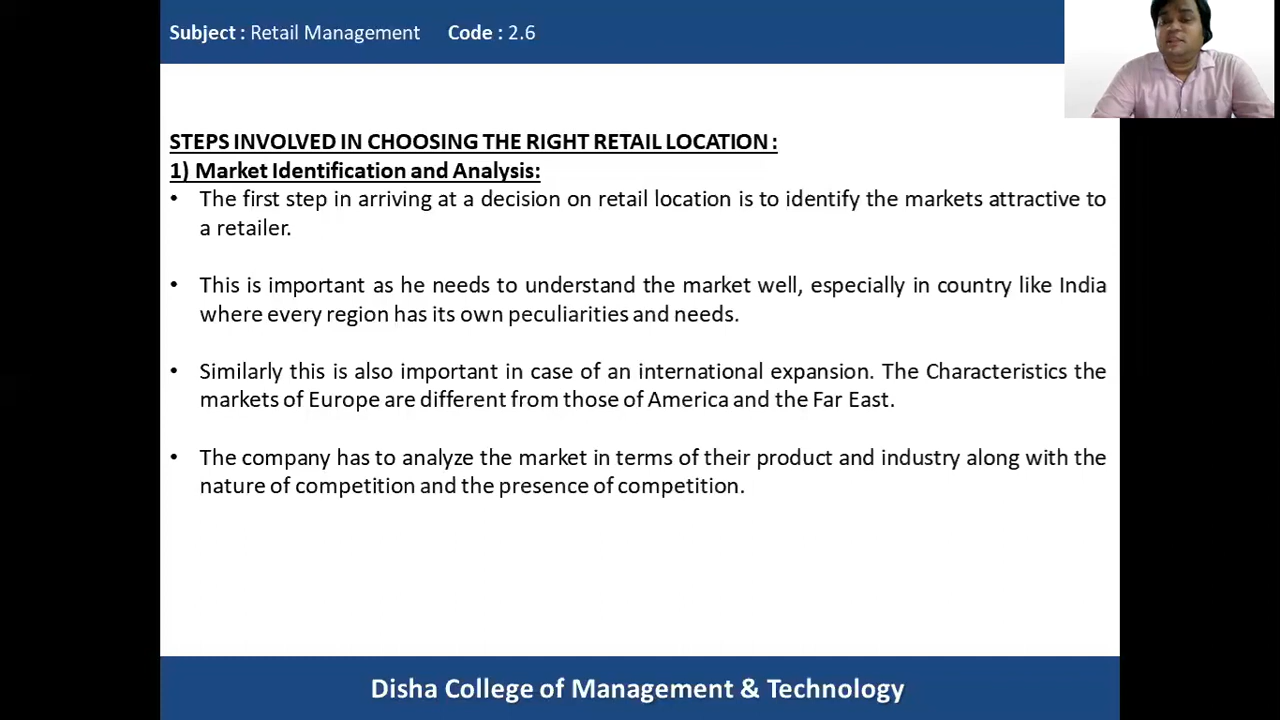 Subject : Retail Management Code : 2.6
STEPS INVOLVED IN CHOOSING THE RIGHT RETAIL LOCATION :
1) Market Identification and Analysis:
• The first step in arriving at a decision on retail location is to identify the markets attractive to
a retailer.
• This is important as he needs to understand the market well, especially in country like India
where every region has its own peculiarities and needs.
• Similarly this is also important in case of an international expansion. The Characteristics the
markets of Europe are different from those of America and the Far East.
• The company has to analyze the market in terms of their product and industry along with the
nature of competition and the presence of competition.
Disha College of Management & Technology